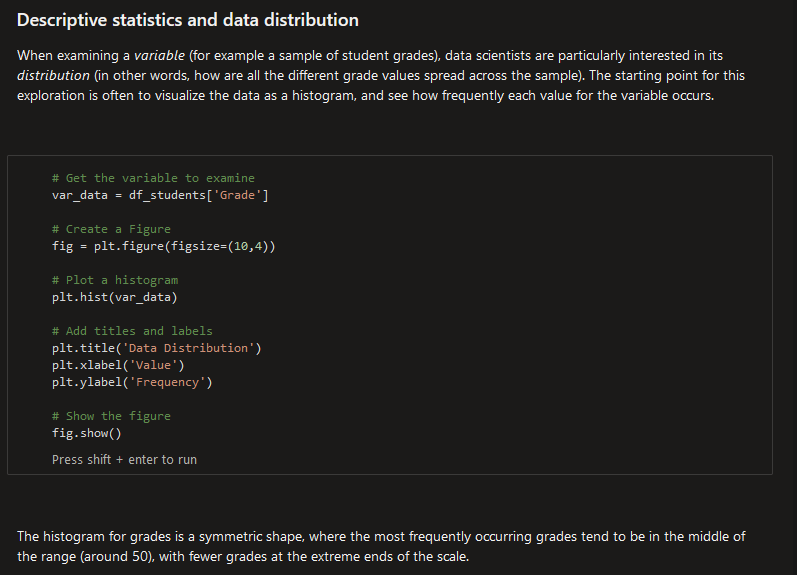 Descriptive statistics and data distribution
When examining a variable (for example a sample of student grades), data scientists are particularly interested in its
distribution (in other words, how are all the different grade values spread across the sample). The starting point for this
exploration is often to visualize the data as a histogram, and see how frequently each value for the variable occurs.
# Get the variable to examine
var_data = df_students['Grade']
# Create a Figure
fig = plt.figure(figsize=(10,4))
# Plot a histogram
plt.hist(var_data)
# Add titles and labels
plt.title('Data Distribution')
plt.xlabel('Value')
plt.ylabel('Frequency')
# Show the figure
fig.show()
Press shift + enter to run
The histogram for grades is a symmetric shape, where the most frequently occurring grades tend to be in the middle of
the range (around 50), with fewer grades at the extreme ends of the scale.